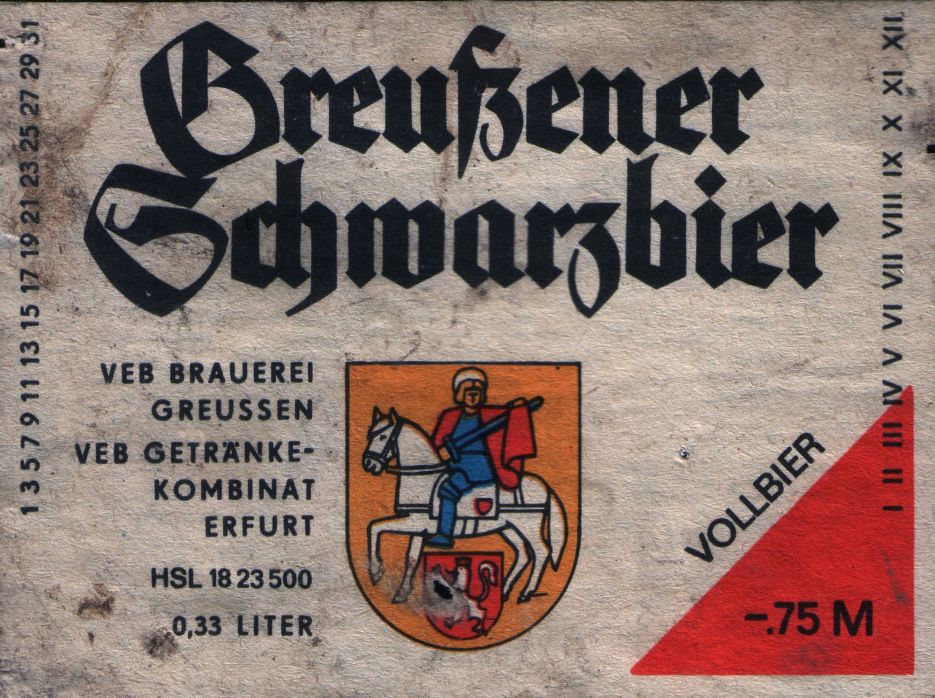 Greußener
Schwarzbier
1 3 5 7 9 11 13 15 17 19 21 23 25 27 29 31
I II III IV V VI VII VIII IX X XI XII
VEB BRAUEREI
GREUSSEN
VEB GETRÄNKE-
KOMBINAT
ERFURT
HSL 18 23 500
0,33 LITER
VOLLBIER
-.75 M